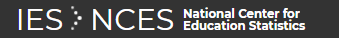 IES NCES National Center for
Education Statistics